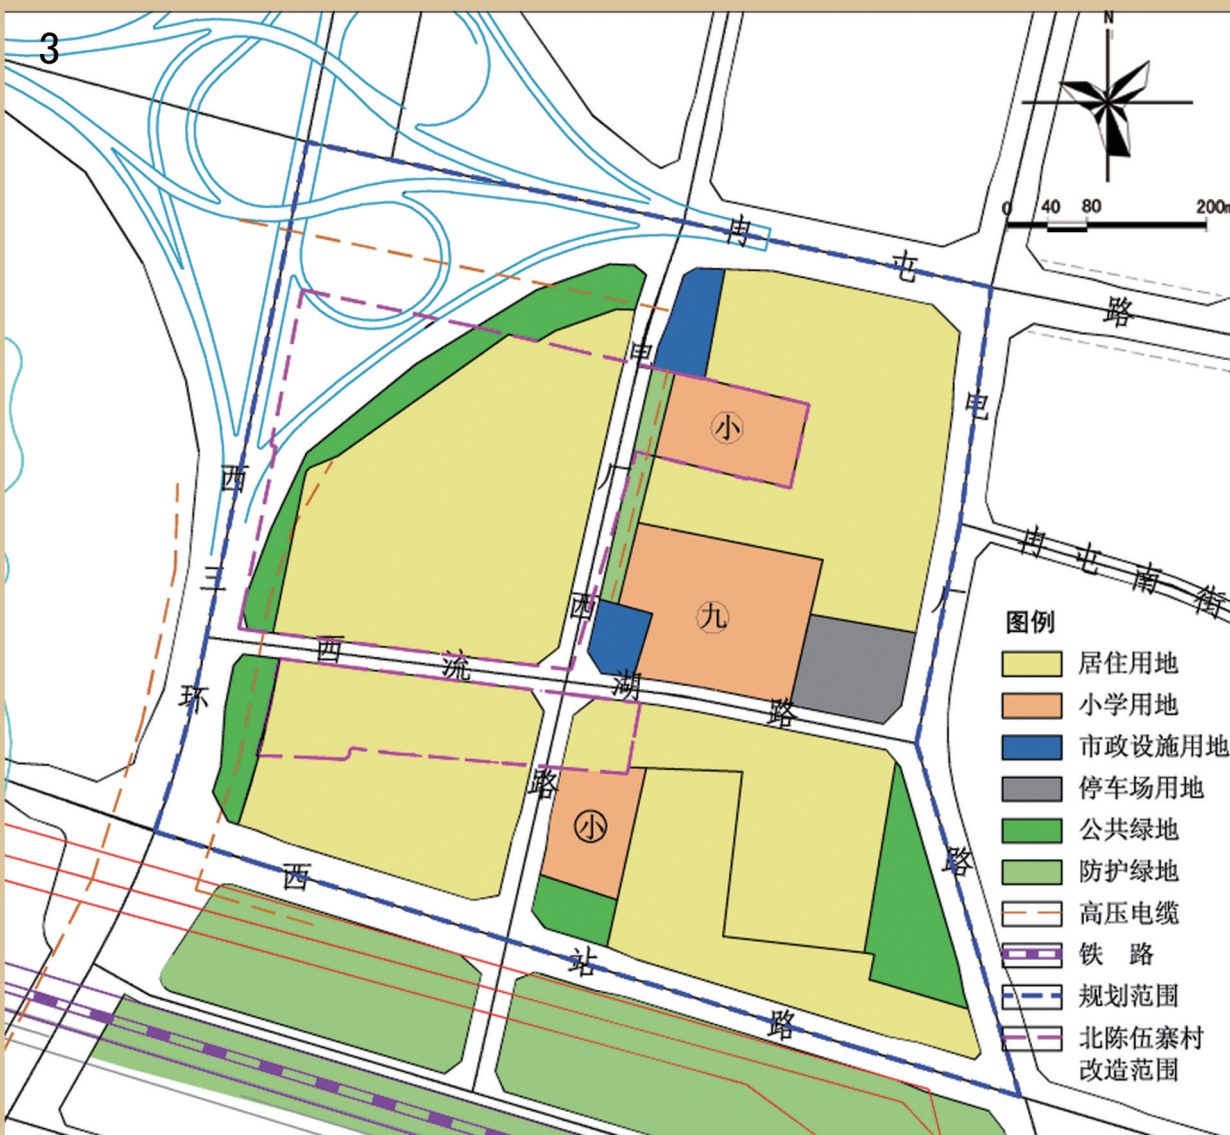 3
N
0 40 80 200m
冉屯路
电厂西路
电厂路
西三环
冉屯南街
西流湖路
西站路
小
九
小
图例
居住用地
小学用地
市政设施用地
停车场用地
公共绿地
防护绿地
高压电缆
铁 路
规划范围
北陈伍寨村
改造范围